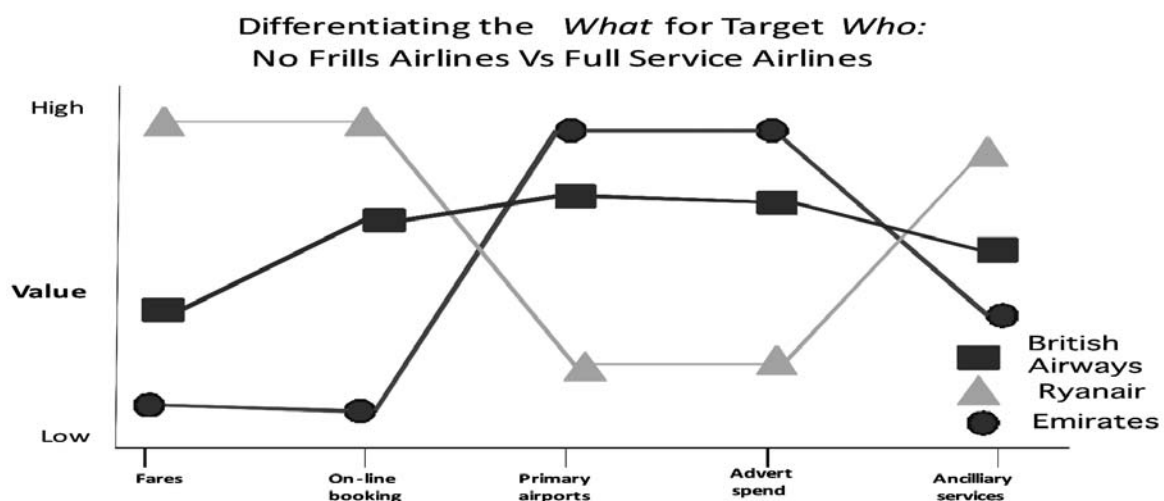 Differentiating the What for Target Who:
No Frills Airlines Vs Full Service Airlines
High
Value
Low
Fares
On-line
booking
Primary
airports
Advert
spend
Ancilliary
services
British
Airways
Ryanair
Emirates